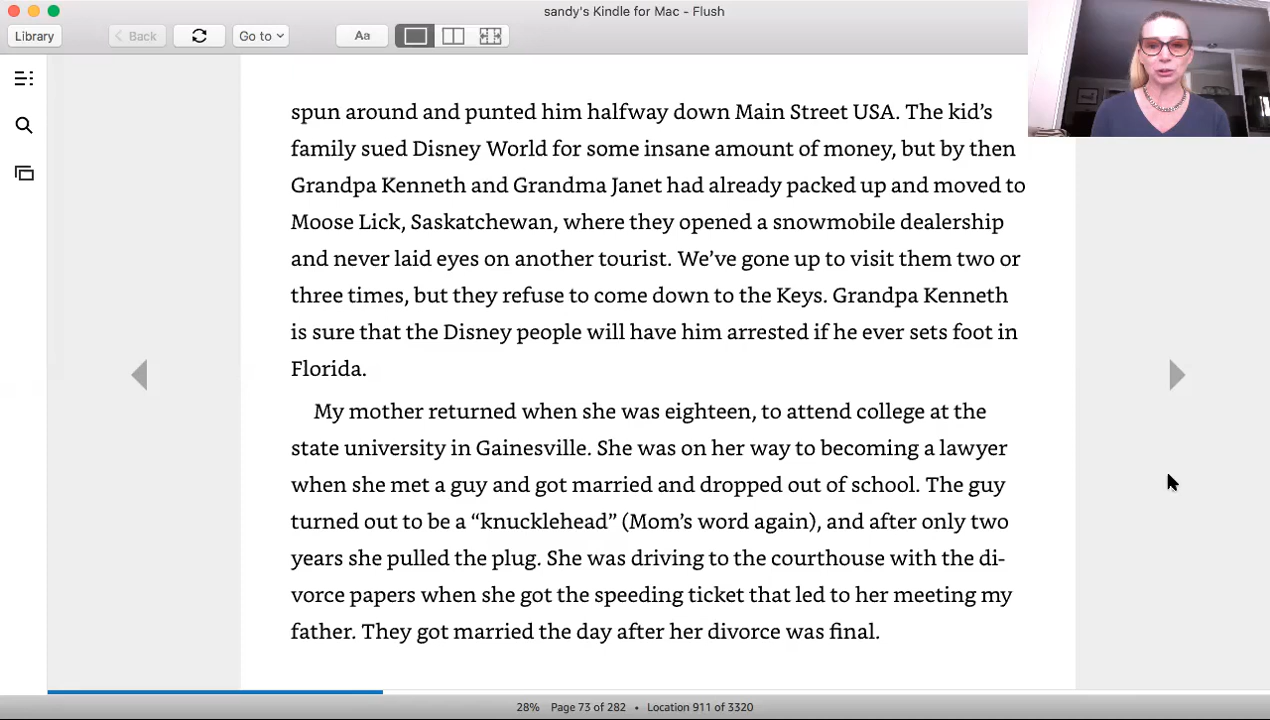 sandy's Kindle for Mac - Flush
Library
Back
Go to
Aa
spun around and punted him halfway down Main Street USA. The kid's
family sued Disney World for some insane amount of money, but by then
Grandpa Kenneth and Grandma Janet had already packed up and moved to
Moose Lick, Saskatchewan, where they opened a snowmobile dealership
and never laid eyes on another tourist. We've gone up to visit them two or
three times, but they refuse to come down to the Keys. Grandpa Kenneth
is sure that the Disney people will have him arrested if he ever sets foot in
Florida.
My mother returned when she was eighteen, to attend college at the
state university in Gainesville. She was on her way to becoming a lawyer
when she met a guy and got married and dropped out of school. The guy
turned out to be a “knucklehead” (Mom's word again), and after only two
years she pulled the plug. She was driving to the courthouse with the di-
vorce papers when she got the speeding ticket that led to her meeting my
father. They got married the day after her divorce was final.
28% Page 73 of 282 • Location 911 of 3320